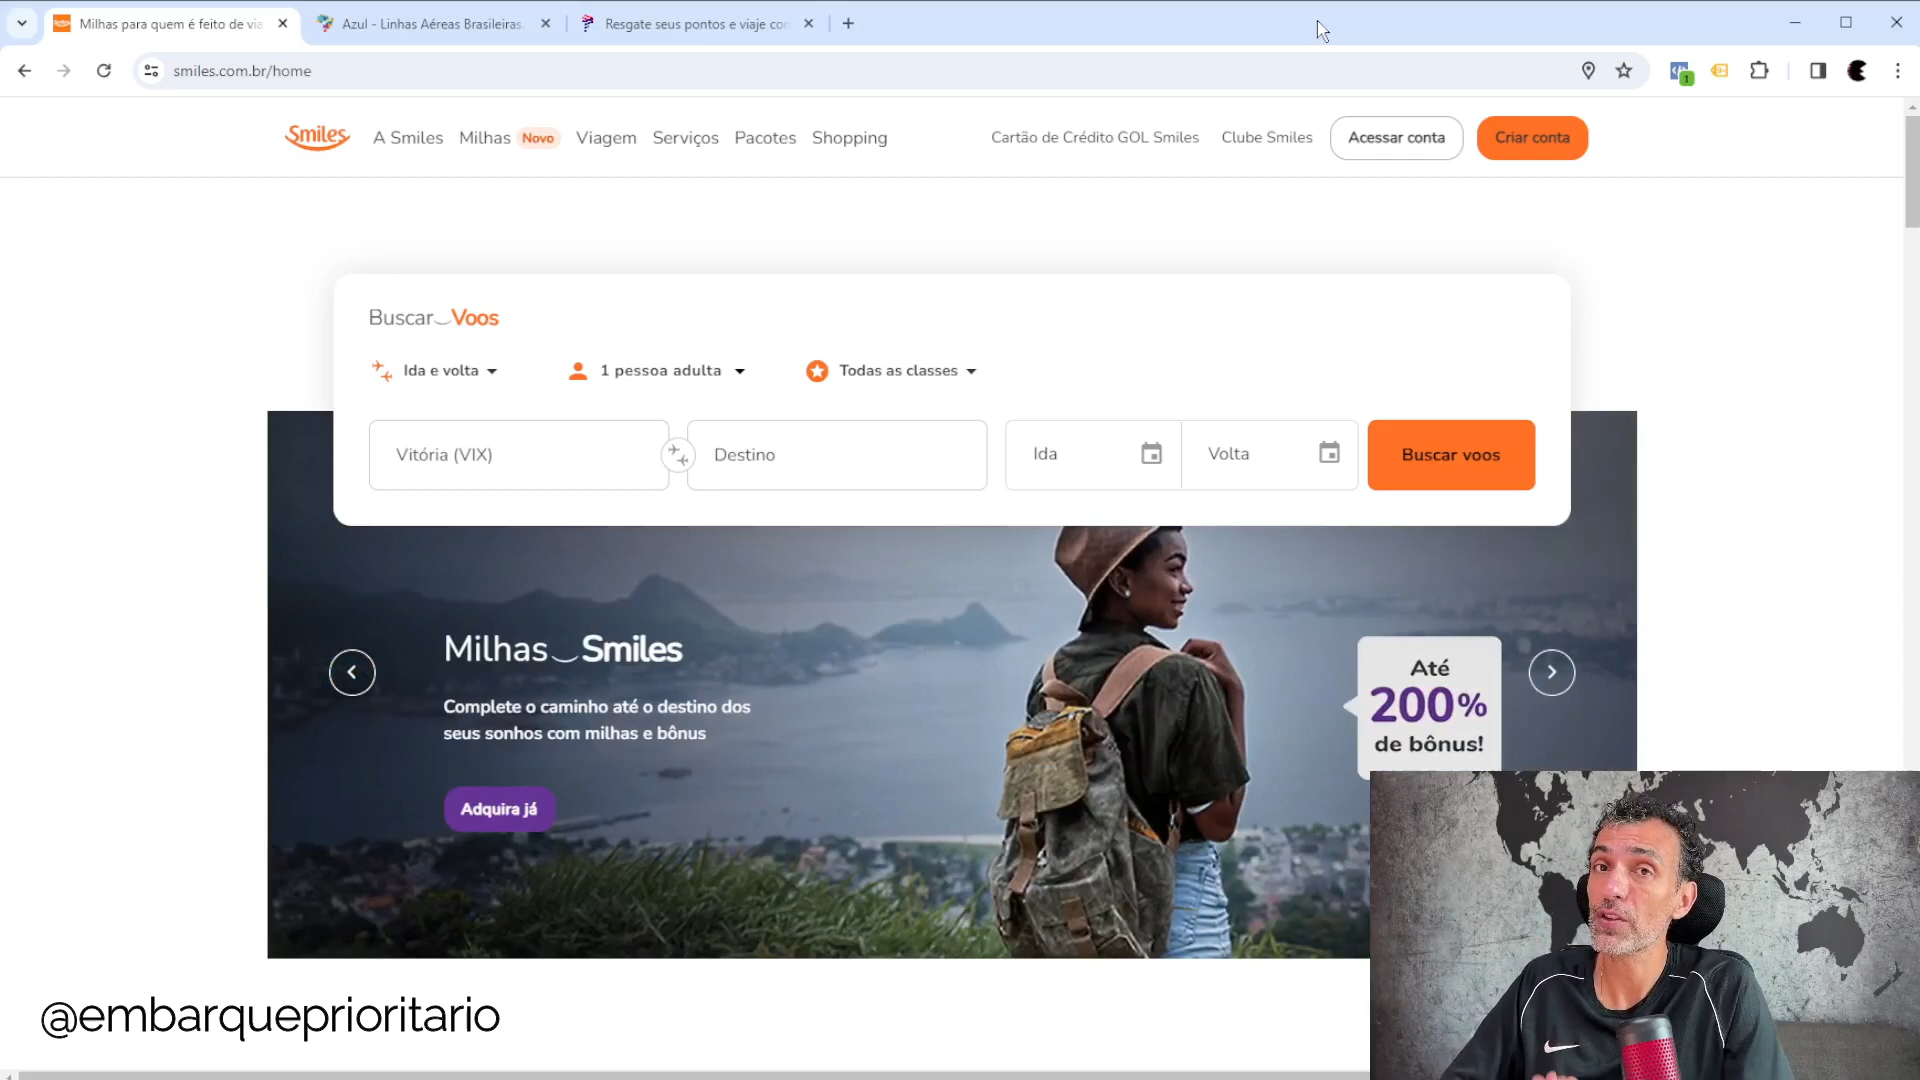 Milhas para quem é feito de via
Azul - Linhas Aéreas Brasileiras.
Resgate seus pontos e viaje con
smiles.com.br/home
1
Smiles
A Smiles
Milhas
Novo
Viagem
Serviços
Pacotes
Shopping
Cartão de Crédito GOL Smiles
Clube Smiles
Acessar conta
Criar conta
Buscar Voos
Ida e volta
1 pessoa adulta
Todas as classes
Vitória (VIX)
Destino
Ida
Volta
Buscar voos
Milhas Smiles
Complete o caminho até o destino dos
seus sonhos com milhas e bônus
Adquira já
Até
200%
de bônus!
@embarqueprioritario